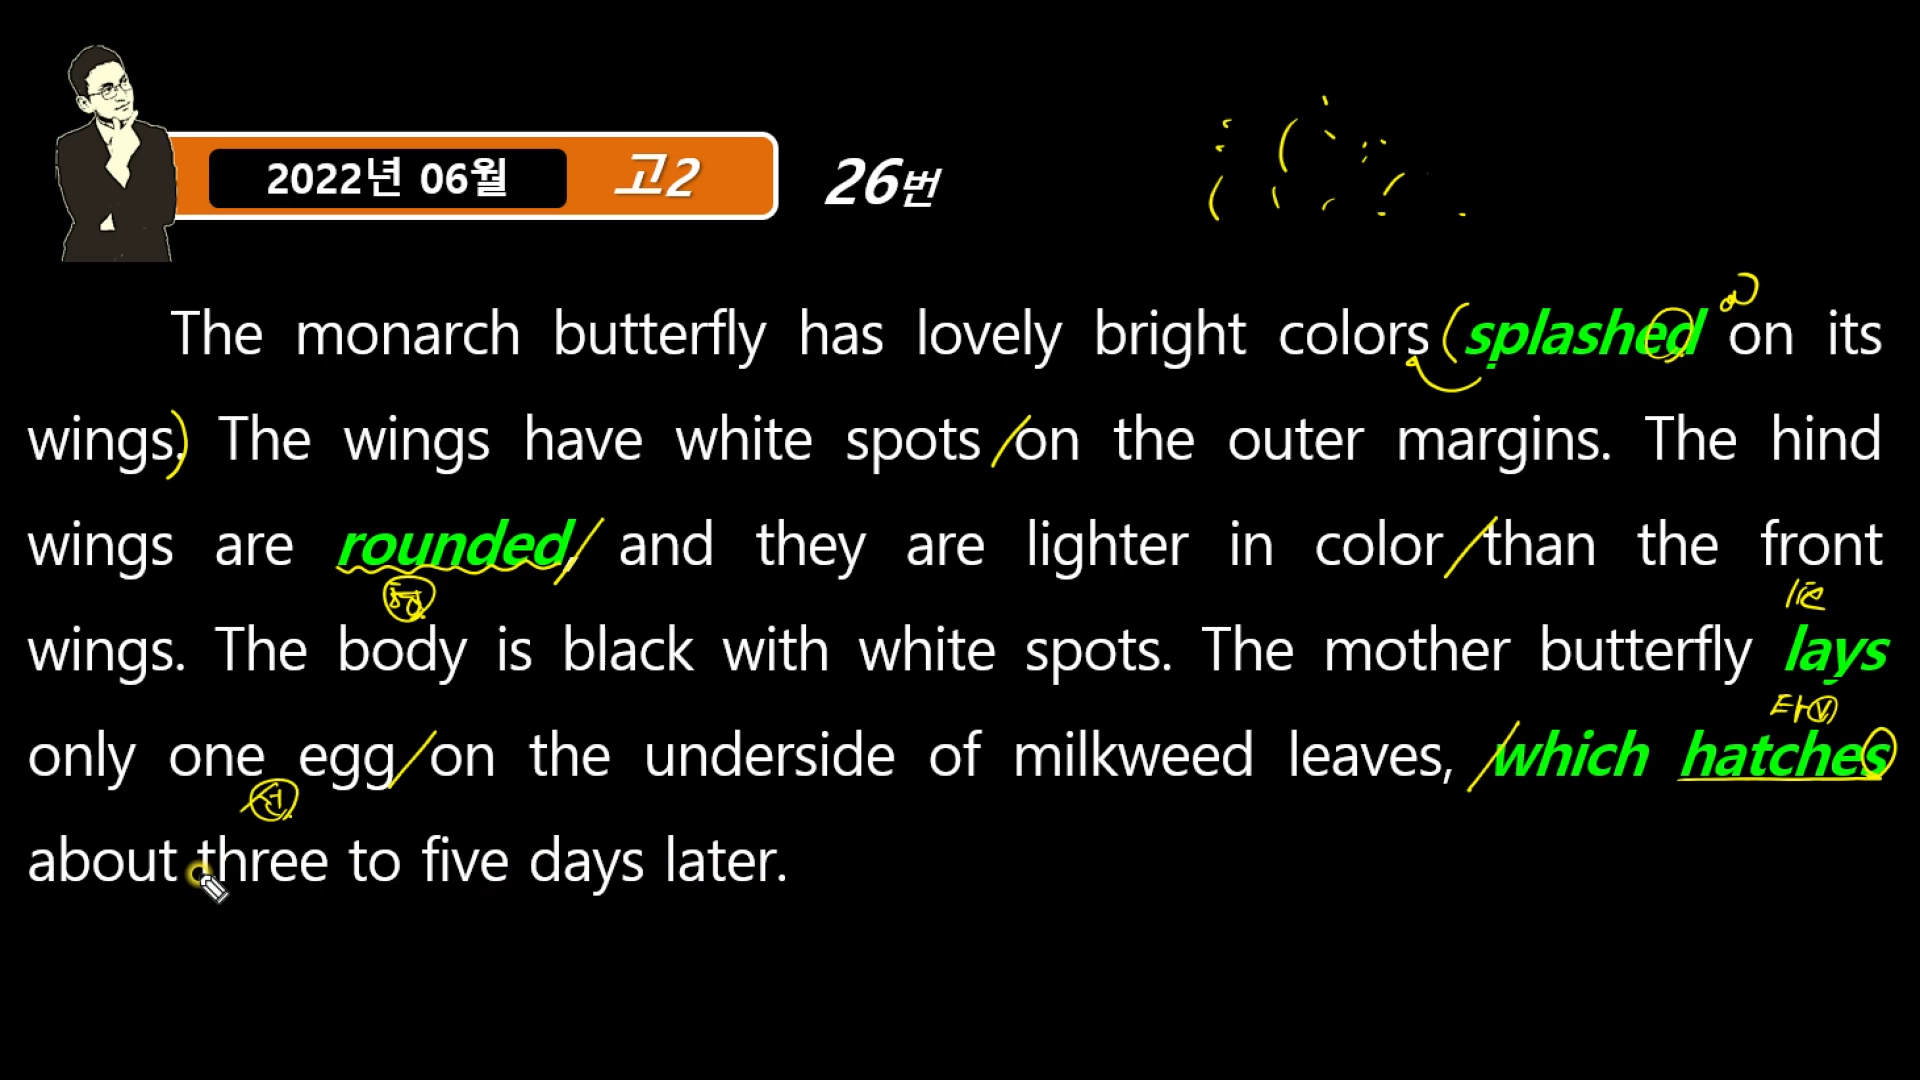 2022년 06월 고2 26번
The monarch butterfly has lovely bright colors splashed on its
wings. The wings have white spots on the outer margins. The hind
wings are rounded, and they are lighter in color than the front
lie
wings. The body is black with white spots. The mother butterfly lays
타 v
only one egg on the underside of milkweed leaves, which hatches
선
about three to five days later.